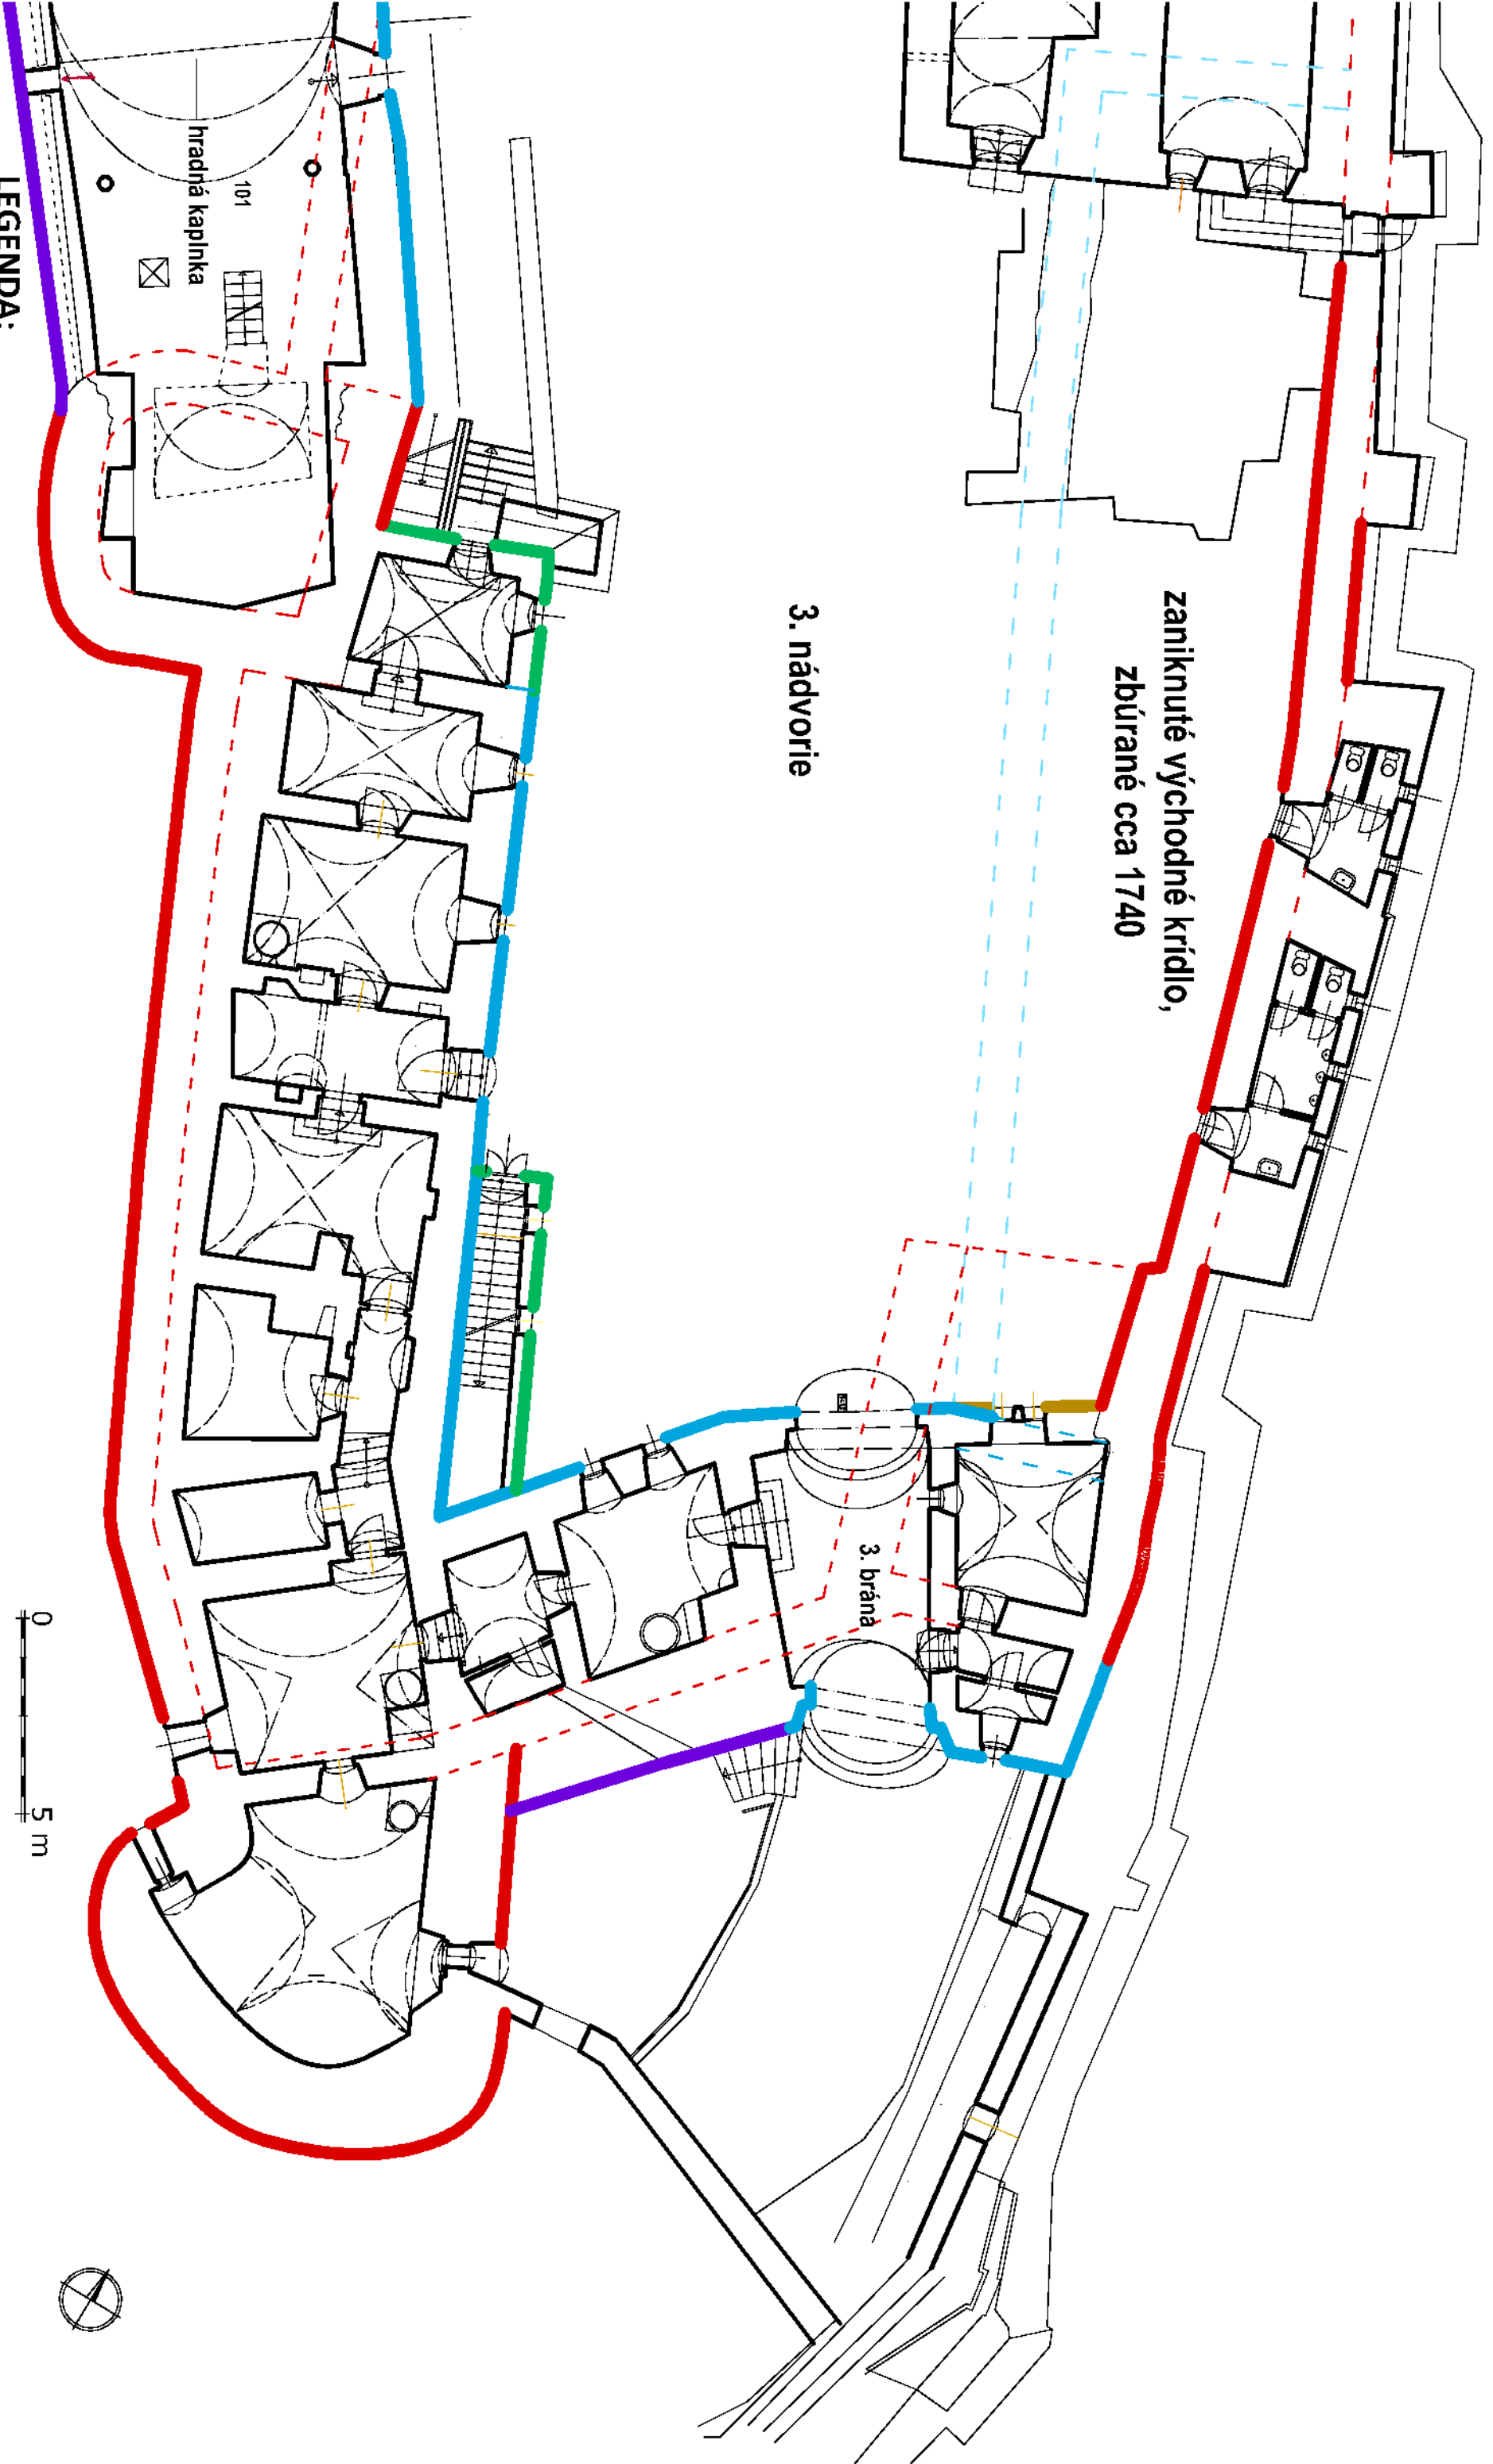 zaniknuté východné krídlo,
zbúrané cca 1740
3. nádvorie
101
hradná kaplnka
LEGENDA:
3. brána
0
5 m